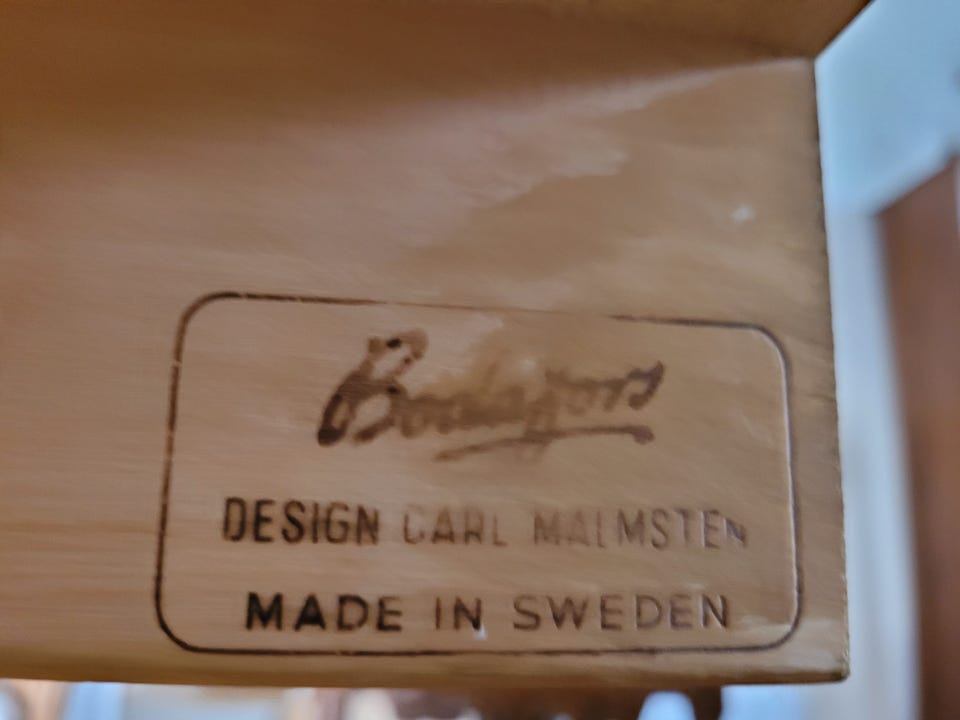 Bodafors
DESIGN CARL MALMSTEN
MADE IN SWEDEN